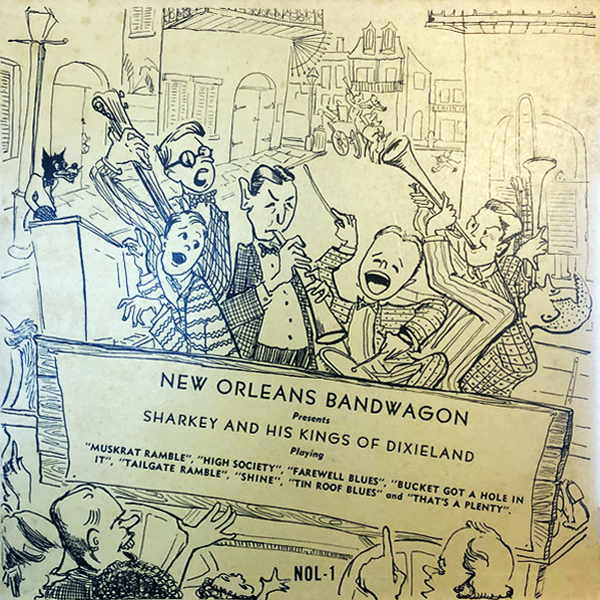 NEW ORLEANS BANDWAGON
Presents
SHARKEY AND HIS KINGS OF DIXIELAND
Playing
"MUSKRAT RAMBLE", "HIGH SOCIETY", "FAREWELL BLUES", "BUCKET GOT A HOLE IN
IT", "TAILGATE RAMBLE", "SHINE", "TIN ROOF BLUES" and "THAT'S A PLENTY".
NOL-1